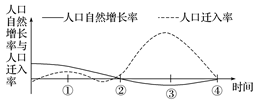 人口自然增长率 人口迁入率
人口
自然
增长
率与
人口
迁入
率
① ② ③ ④ 时间